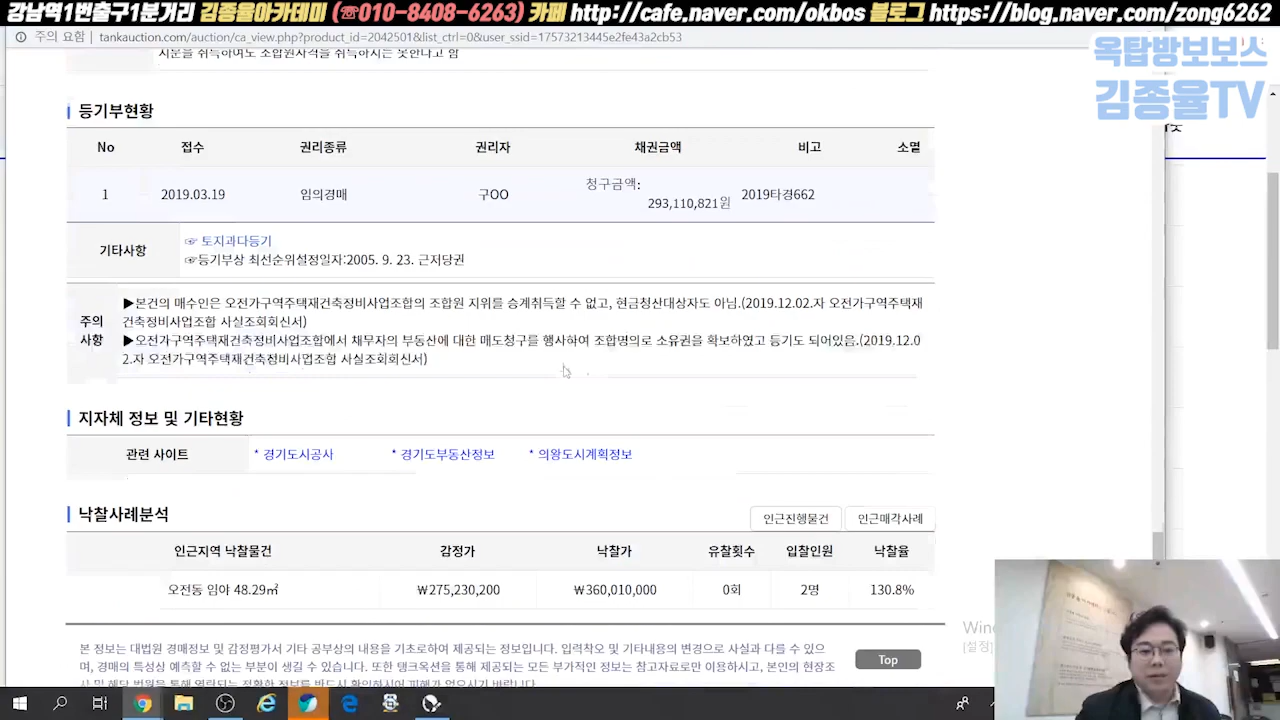 강남역1번출구1분거리 김종율아카데미 (☎010-8408-6263) 카페 http://cafe.naver.com/okbos 블로그 https://blog.naver.com/zong6262
주의 요함 | tankauction.com/auction/ca_view.php?product_id=2042501&list_ctrl=0&user_ssid=17573213445e2fe43a2cb53
옥탑방보보스
김종율TV
지분을 취득하여도 조합원자격을 취득하지는 못한다고 함
등기부현황
No 접수 권리종류 권리자 채권금액 비고 소멸
1 2019.03.19 임의경매 구OO 청구금액: 293,110,821원 2019타경662
기타사항
☞ 토지과다등기
☞등기부상 최선순위설정일자:2005. 9. 23. 근저당권
주의
사항
▶본건의 매수인은 오전가구역주택재건축정비사업조합의 조합원 지위를 승계취득할 수 없고, 현금청산대상자도 아님.(2019.12.02.자 오전가구역주택재
건축정비사업조합 사실조회회신서)
▶오전가구역주택재건축정비사업조합에서 채무자의 부동산에 대한 매도청구를 행사하여 조합명의로 소유권을 확보하였고 등기도 되어있음.(2019.12.0
2.자 오전가구역주택재건축정비사업조합 사실조회회신서)
지자체 정보 및 기타현황
관련 사이트 * 경기도시공사 * 경기도부동산정보 * 의왕도시계획정보
낙찰사례분석
인근진행물건 인근매각사례
인근지역 낙찰물건 감정가 낙찰가 유찰횟수 입찰인원 낙찰율
오전동 임야 48.29㎡ ₩275,230,200 ₩360,010,000 0회 2명 130.8%
본 정보는 대법원 경매정보 및 감정평가서,기타 공부상의 내용을 기초로하여 제공되는 정보입니다. 입력착오 및 기타내용의 변경으로 사실과 다를 수 있으
며, 경매의 특성상 예측할 수 없는 부분이 생길 수 있습니다. 또한 탱크옥션을 통해 제공되는 모든 부가적인 정보는 참고자료로만 이용하시고, 본인의 현장조
Top
Wind
[설정]